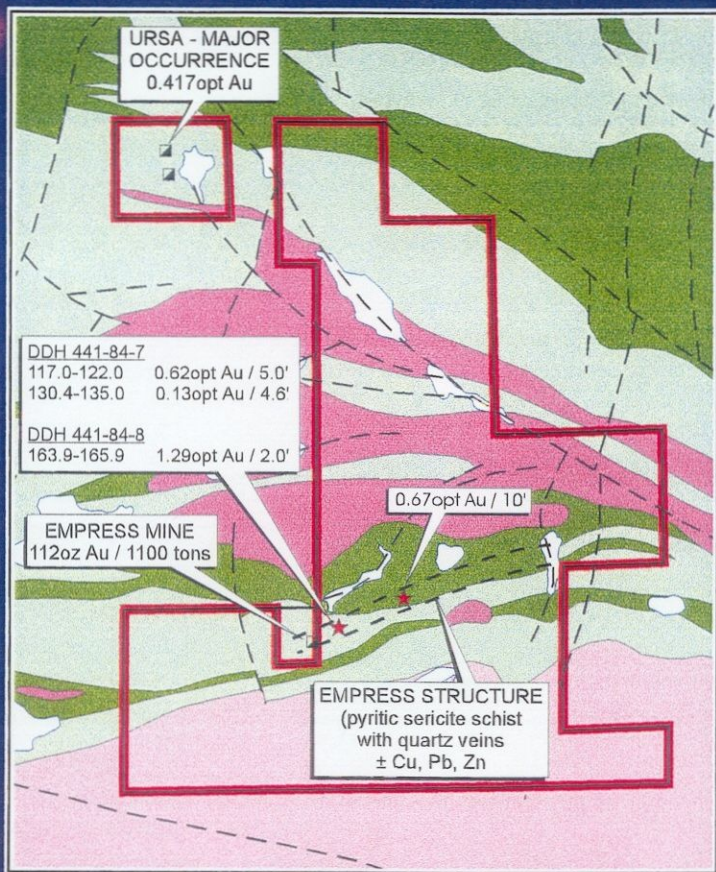 URSA - MAJOR
OCCURRENCE
0.417opt Au
DDH 441-84-7
117.0-122.0 0.62opt Au / 5.0'
130.4-135.0 0.13opt Au / 4.6'
DDH 441-84-8
163.9-165.9 1.29opt Au / 2.0'
0.67opt Au / 10'
EMPRESS MINE
112oz Au / 1100 tons
EMPRESS STRUCTURE
(pyritic sericite schist
with quartz veins
± Cu, Pb, Zn